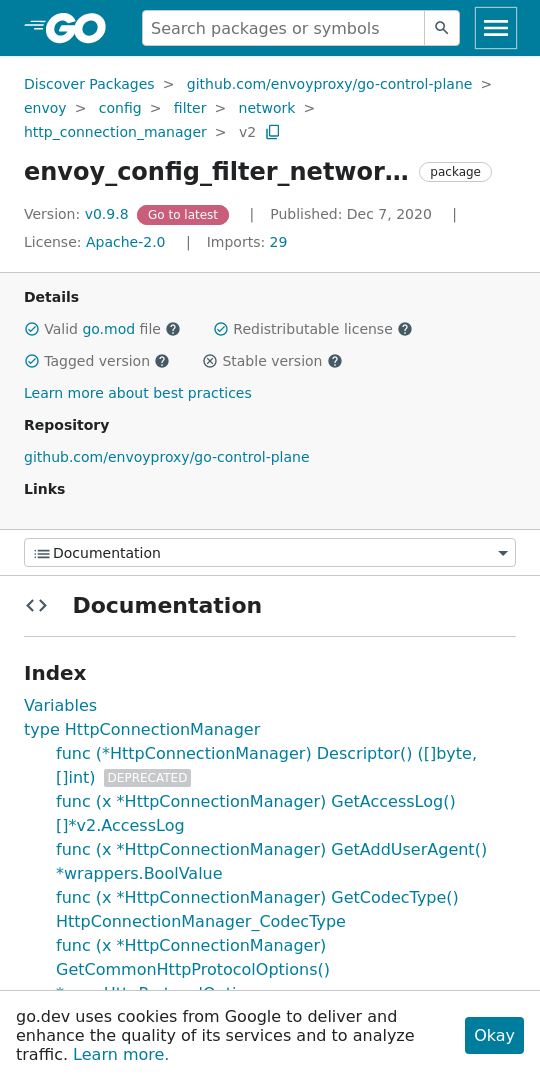 GO
Search packages or symbols
Discover Packages > github.com/envoyproxy/go-control-plane >
envoy > config > filter > network >
http_connection_manager > v2
envoy_config_filter_networ... package
Version: v0.9.8 Go to latest | Published: Dec 7, 2020 |
License: Apache-2.0 | Imports: 29
Details
Valid go.mod file Redistributable license
Tagged version Stable version
Learn more about best practices
Repository
github.com/envoyproxy/go-control-plane
Links
Documentation
Documentation
Index
Variables
type HttpConnectionManager
func (*HttpConnectionManager) Descriptor() ([]byte,
[]int) DEPRECATED
func (x *HttpConnectionManager) GetAccessLog()
[]*v2.AccessLog
func (x *HttpConnectionManager) GetAddUserAgent()
*wrappers.BoolValue
func (x *HttpConnectionManager) GetCodecType()
HttpConnectionManager_CodecType
func (x *HttpConnectionManager)
GetCommonHttpProtocolOptions()
go.dev uses cookies from Google to deliver and
enhance the quality of its services and to analyze
traffic. Learn more.
Okay